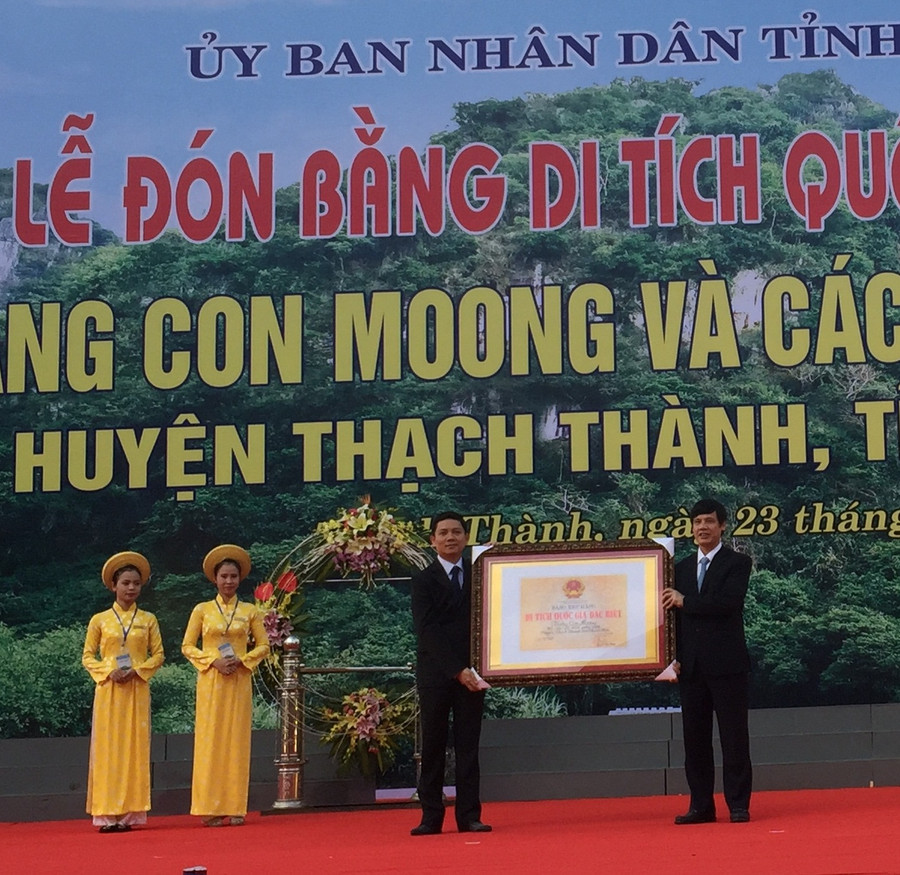 ỦY BAN NHÂN DÂN TỈNH
LỄ ĐÓN BẰNG DI TÍCH QUỐ
ANG CON MOONG VÀ CÁC
HUYỆN THẠCH THÀNH, T
Thành, ngày 23 tháng
DI TÍCH QUỐC GIA ĐẶC BIỆT